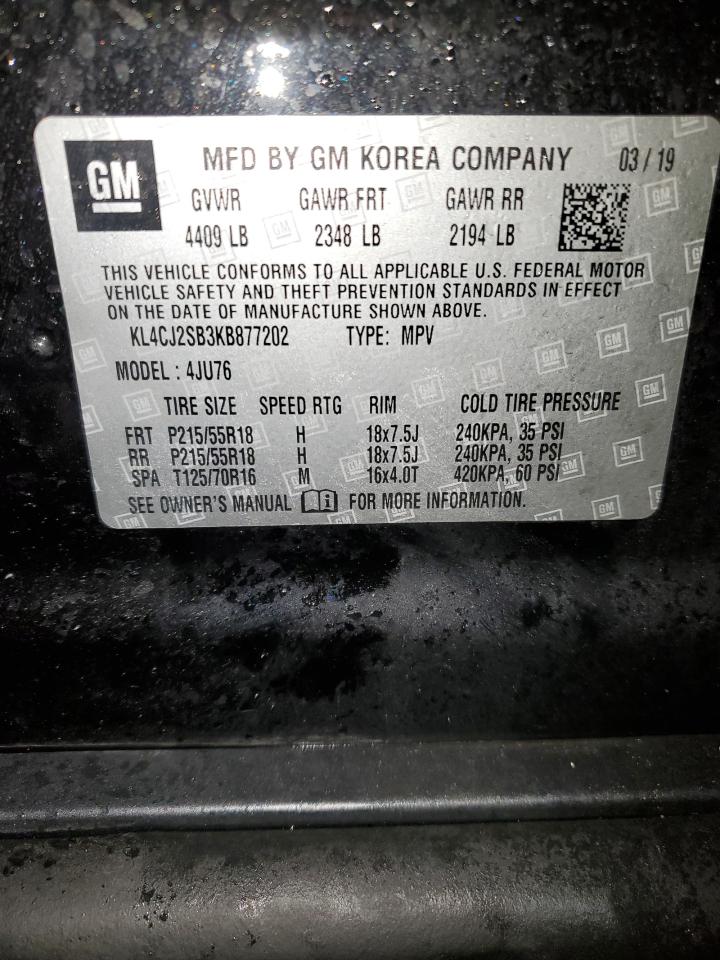 GM MFD BY GM KOREA COMPANY 03/19
GVWR GAWR FRT GAWR RR
4409 LB 2348 LB 2194 LB
THIS VEHICLE CONFORMS TO ALL APPLICABLE U.S. FEDERAL MOTOR
VEHICLE SAFETY AND THEFT PREVENTION STANDARDS IN EFFECT
ON THE DATE OF MANUFACTURE SHOWN ABOVE.
KL4CJ2SB3KB877202 TYPE: MPV
MODEL : 4JU76
TIRE SIZE SPEED RTG RIM COLD TIRE PRESSURE
FRT P215/55R18 H 18x7.5J 240KPA, 35 PSI
RR P215/55R18 H 18x7.5J 240KPA, 35 PSI
SPA T125/70R16 M 16x4.0T 420KPA, 60 PSI
SEE OWNER'S MANUAL i FOR MORE INFORMATION.